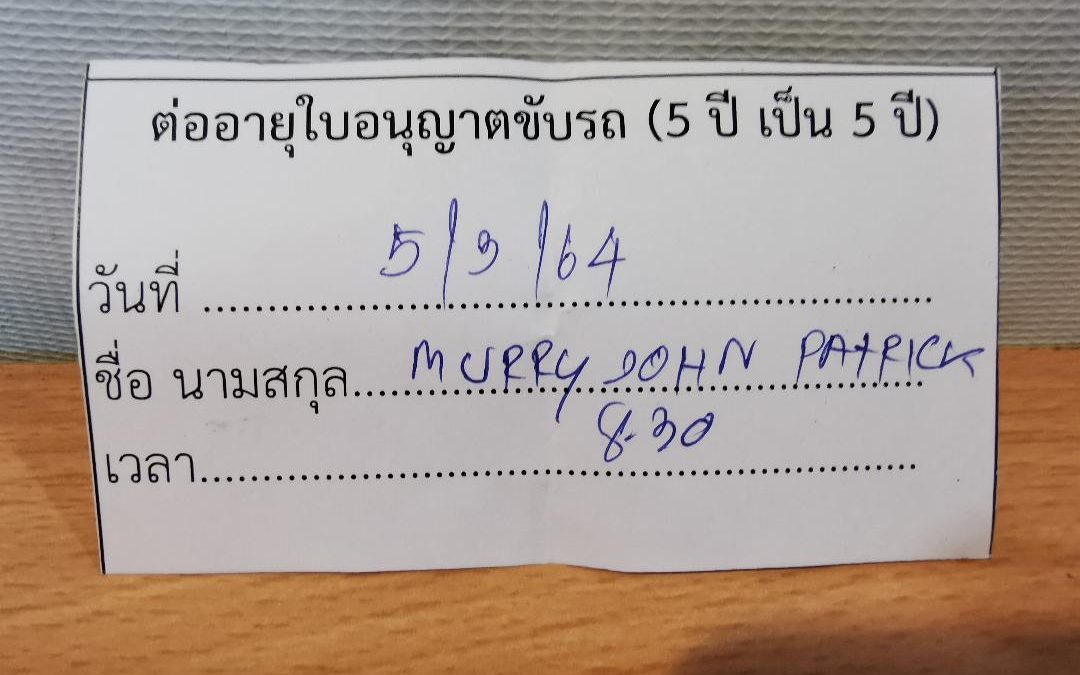 ต่ออายุใบอนุญาตขับรถ (5 ปี เป็น 5 ปี)
วันที่ 5/3/64
ชื่อ นามสกุล MURRY JOHN PATRICK
เวลา 8.30